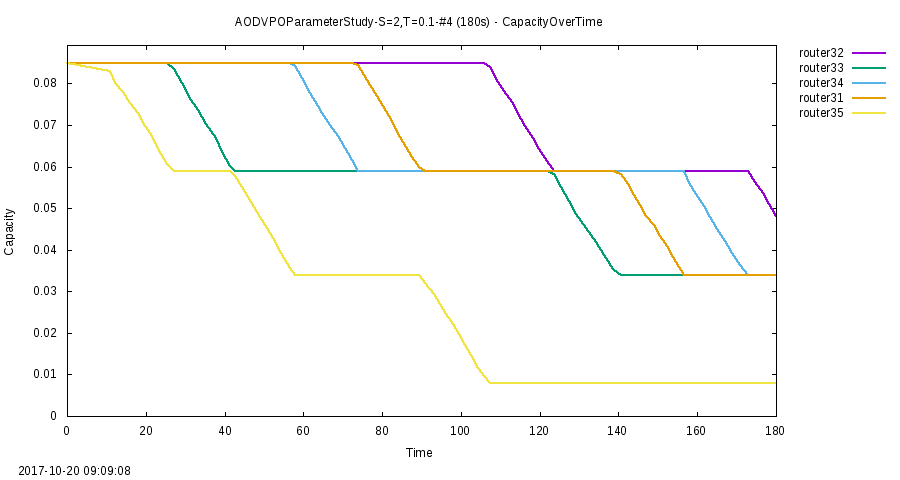 AODVPOParameterStudy-S=2,T=0.1-#4 (180s) - CapacityOverTime
router32
router33
router34
router31
router35
Capacity
0.08
0.07
0.06
0.05
0.04
0.03
0.02
0.01
0
0 20 40 60 80 100 120 140 160 180
Time
2017-10-20 09:09:08